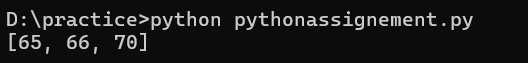 D:\practice>python pythonassignement.py
[65, 66, 70]